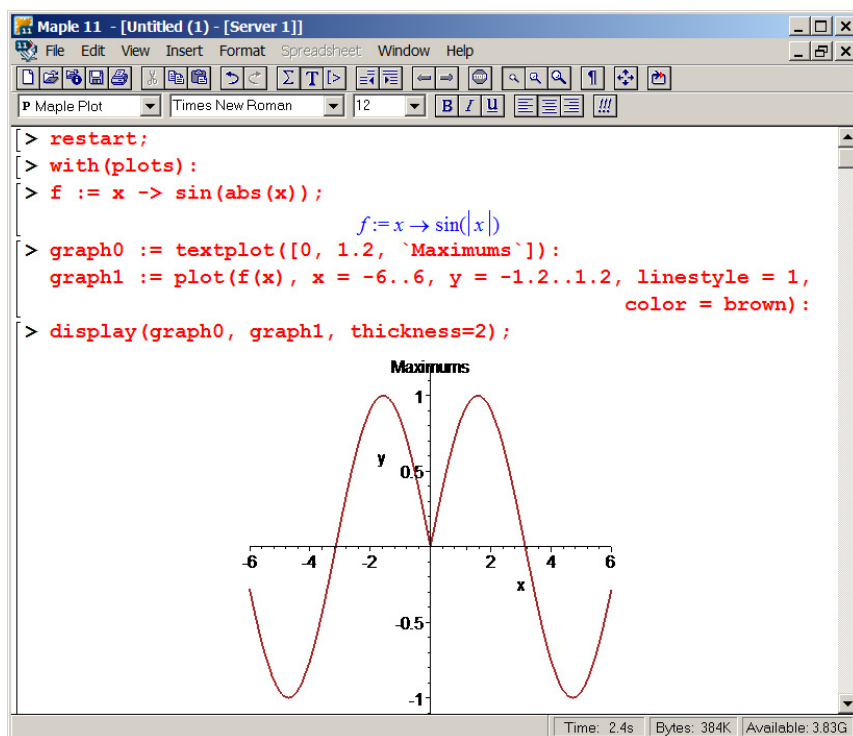 Maple 11 - [Untitled (1) - [Server 1]]
File Edit View Insert Format Spreadsheet Window Help
P Maple Plot Times New Roman 12 B I U !!!
> restart;
> with(plots):
> f := x -> sin(abs(x));
f := x → sin(|x|)
> graph0 := textplot([0, 1.2, `Maximums`]):
graph1 := plot(f(x), x = -6..6, y = -1.2..1.2, linestyle = 1,
color = brown):
> display(graph0, graph1, thickness=2);
Maximums
1
y
0.5
-6 -4 -2 2 4 6
x
-0.5
-1
Time: 2.4s Bytes: 384K Available: 3.83G